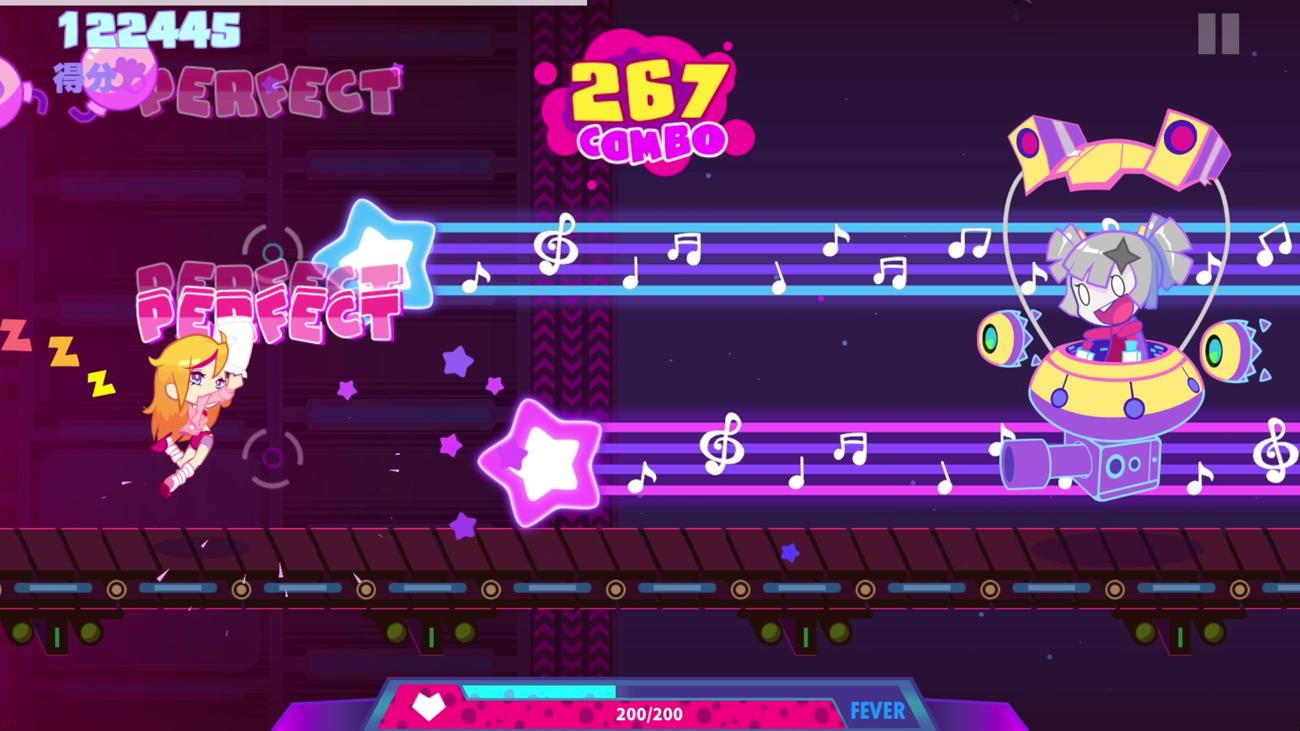 122445
得分
PERFECT
267
COMBO
PERFECT
PERFECT
Z
Z
Z
200/200
FEVER